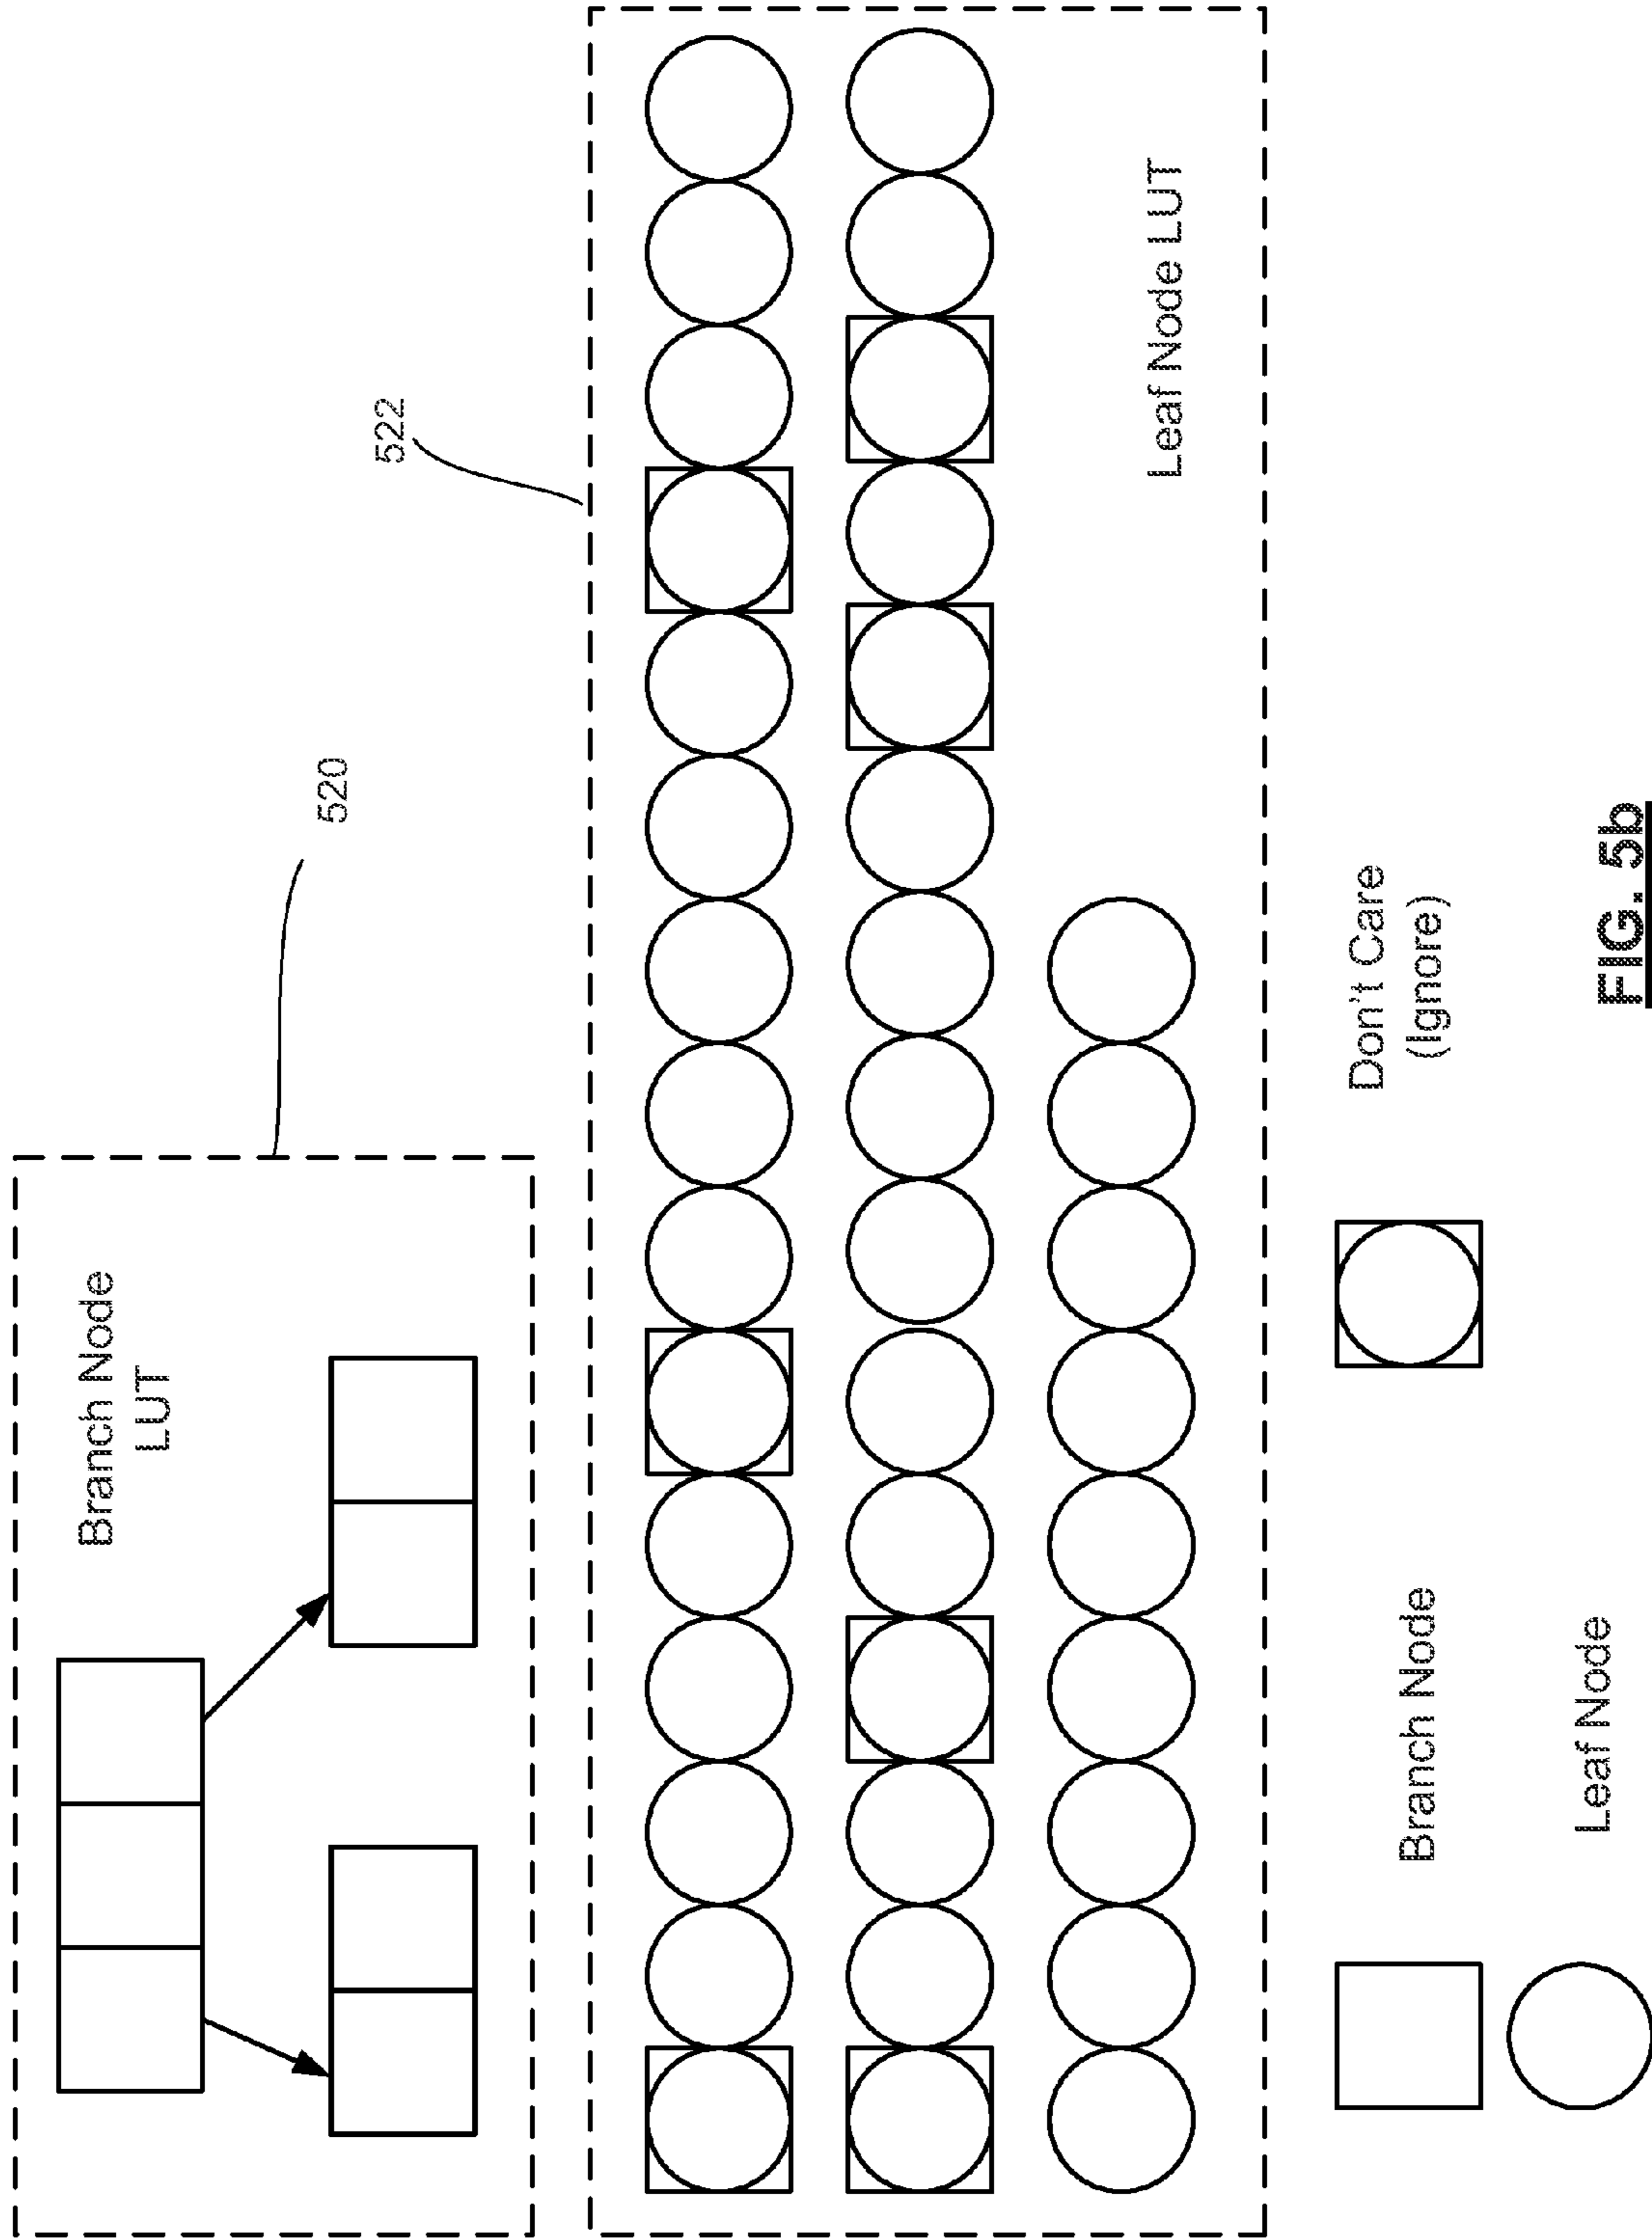 Branch Node
LUT
520
522
Leaf Node LUT
Branch Node
Leaf Node
Don't Care
(Ignore)
FIG. 5b